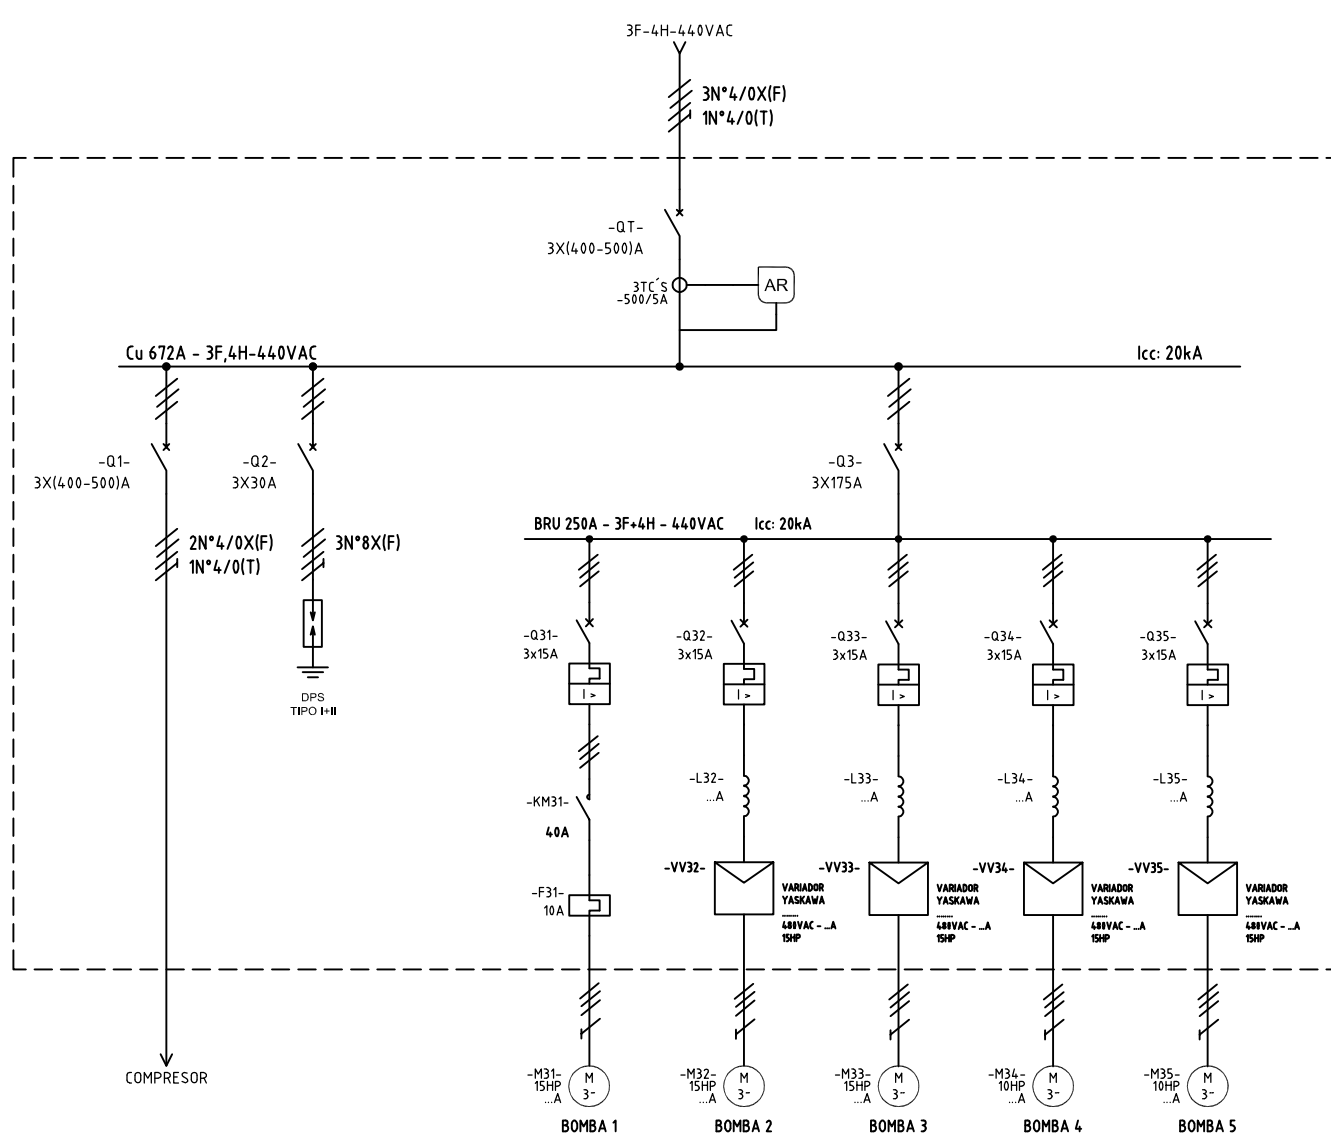 3F-4H-440VAC
3N°4/0X(F)
1N°4/0(T)
-QT-
3X(400-500)A
3TC´S
-500/5A
AR
Cu 672A - 3F,4H-440VAC
Icc: 20kA
-Q1-
3X(400-500)A
-Q2-
3X30A
-Q3-
3X175A
2N°4/0X(F)
1N°4/0(T)
3N°8X(F)
DPS
TIPO I+II
BRU 250A - 3F+4H - 440VAC Icc: 20kA
-Q31-
3x15A
I >
-Q32-
3x15A
I >
-Q33-
3x15A
I >
-Q34-
3x15A
I >
-Q35-
3x15A
I >
-KM31-
40A
-F31-
10A
-L32-
...A
-L33-
...A
-L34-
...A
-L35-
...A
-VV32-
VARIADOR
YASKAWA
........
480VAC - ...A
15HP
-VV33-
VARIADOR
YASKAWA
........
480VAC - ...A
15HP
-VV34-
VARIADOR
YASKAWA
........
480VAC - ...A
15HP
-VV35-
VARIADOR
YASKAWA
........
480VAC - ...A
15HP
COMPRESOR
-M31-
15HP
...A
M
3~
BOMBA 1
-M32-
15HP
...A
M
3~
BOMBA 2
-M33-
15HP
...A
M
3~
BOMBA 3
-M34-
10HP
...A
M
3~
BOMBA 4
-M35-
10HP
...A
M
3~
BOMBA 5